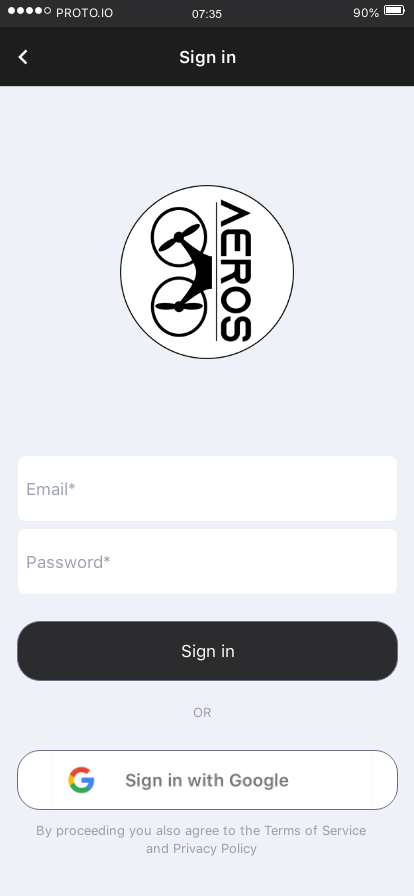 PROTO.IO 07:35 90%
Sign in
AEROS
Email*
Password*
Sign in
OR
Sign in with Google
By proceeding you also agree to the Terms of Service
and Privacy Policy